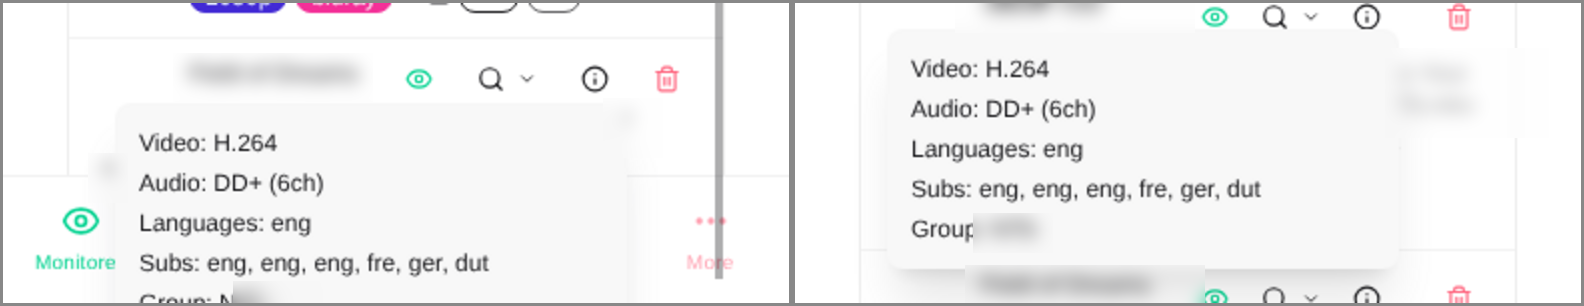 Video: H.264
Audio: DD+ (6ch)
Languages: eng
Monitore
Subs: eng, eng, eng, fre, ger, dut
More
Group: N
Video: H.264
Audio: DD+ (6ch)
Languages: eng
Subs: eng, eng, eng, fre, ger, dut
Group